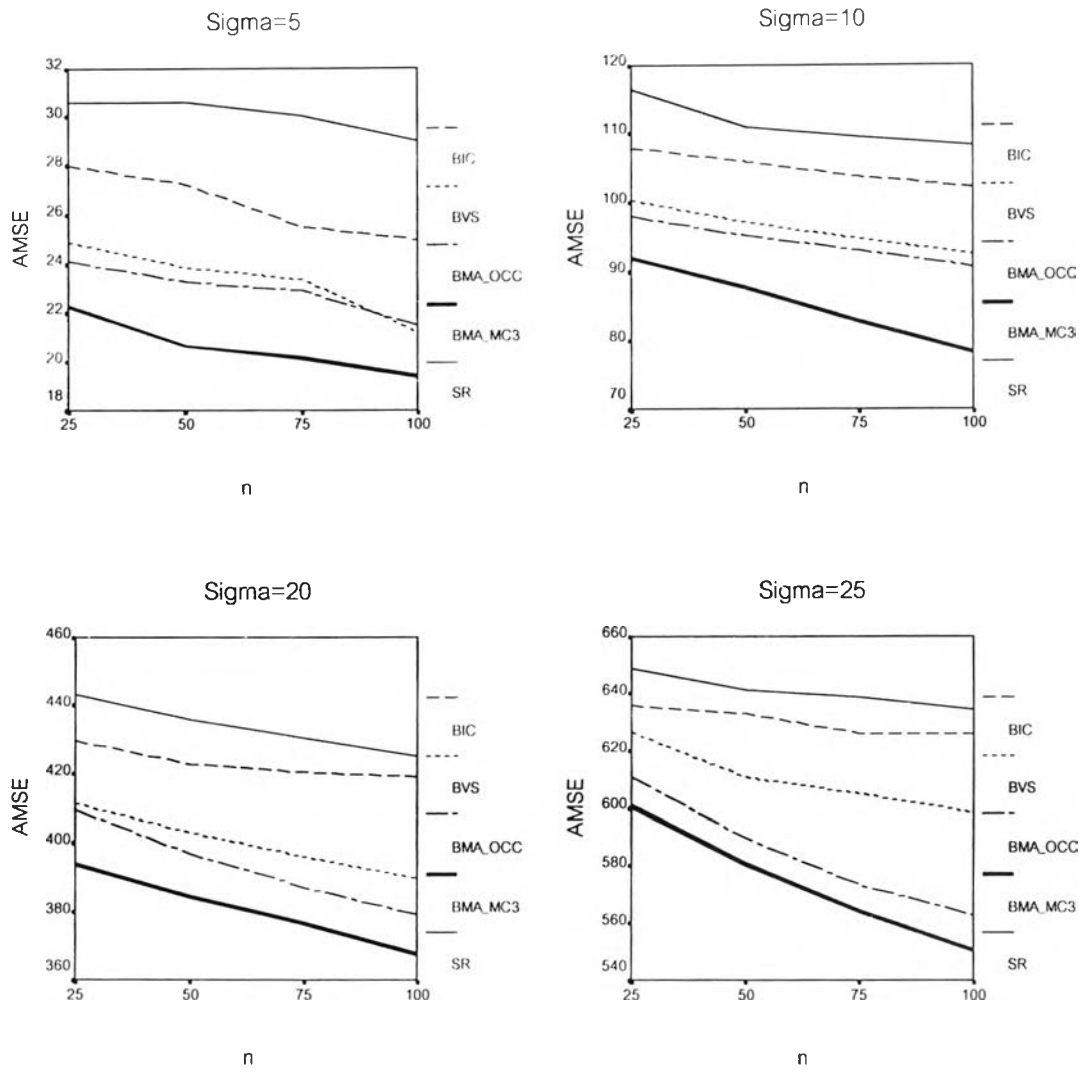 Sigma=5
AMSE
32
30
28
26
24
22
20
18
25
50
75
100
n
BIC
BVS
BMA_OCC
BMA_MC3
SR
Sigma=10
AMSE
120
110
100
90
80
70
25
50
75
100
n
BIC
BVS
BMA_OCC
BMA_MC3
SR
Sigma=20
AMSE
460
440
420
400
380
360
25
50
75
100
n
BIC
BVS
BMA_OCC
BMA_MC3
SR
Sigma=25
AMSE
660
640
620
600
580
560
540
25
50
75
100
n
BIC
BVS
BMA_OCC
BMA_MC3
SR